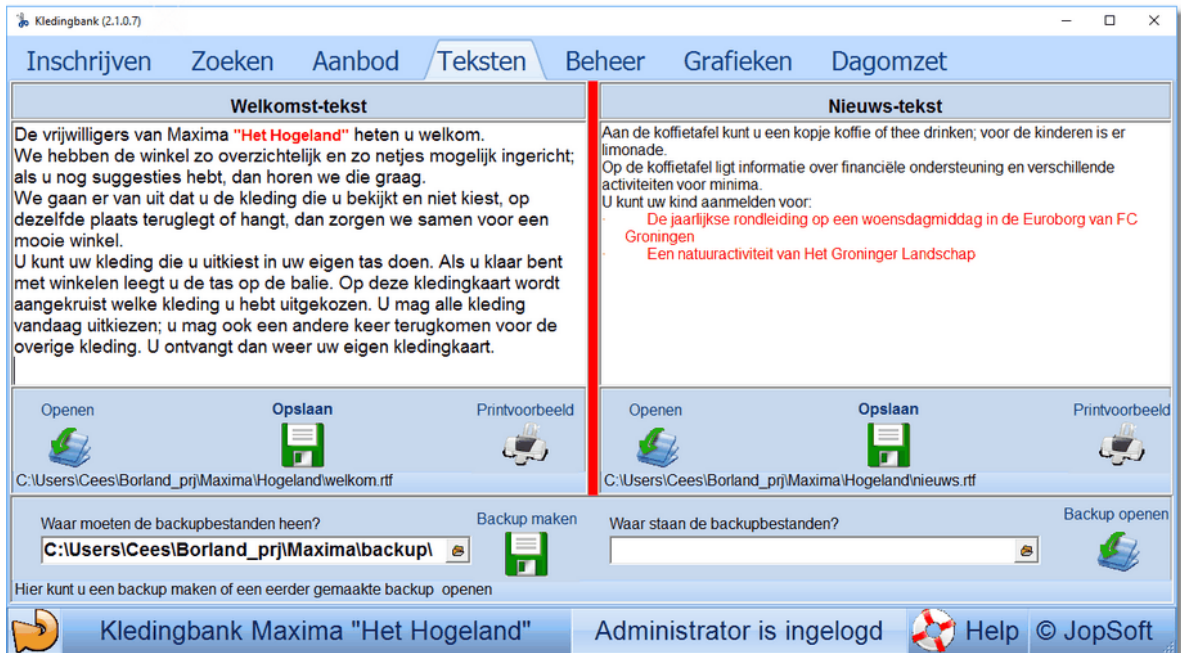 Kledingbank (2.1.0.7)
Inschrijven Zoeken Aanbod Teksten Beheer Grafieken Dagomzet
Welkomst-tekst
De vrijwilligers van Maxima "Het Hogeland" heten u welkom.
We hebben de winkel zo overzichtelijk en zo netjes mogelijk ingericht;
als u nog suggesties hebt, dan horen we die graag.
We gaan er van uit dat u de kleding die u bekijkt en niet kiest, op
dezelfde plaats teruglegt of hangt, dan zorgen we samen voor een
mooie winkel.
U kunt uw kleding die u uitkiest in uw eigen tas doen. Als u klaar bent
met winkelen leegt u de tas op de balie. Op deze kledingkaart wordt
aangekruist welke kleding u hebt uitgekozen. U mag alle kleding
vandaag uitkiezen; u mag ook een andere keer terugkomen voor de
overige kleding. U ontvangt dan weer uw eigen kledingkaart.
Openen Opslaan Printvoorbeeld
C:\Users\Cees\Borland_prj\Maxima\Hogeland\welkom.rtf
Nieuws-tekst
Aan de koffietafel kunt u een kopje koffie of thee drinken; voor de kinderen is er
limonade.
Op de koffietafel ligt informatie over financiële ondersteuning en verschillende
activiteiten voor minima.
U kunt uw kind aanmelden voor:
· De jaarlijkse rondleiding op een woensdagmiddag in de Euroborg van FC
Groningen
· Een natuuractiviteit van Het Groninger Landschap
Openen Opslaan Printvoorbeeld
C:\Users\Cees\Borland_prj\Maxima\Hogeland\nieuws.rtf
Waar moeten de backupbestanden heen? Backup maken
C:\Users\Cees\Borland_prj\Maxima\backup\
Waar staan de backupbestanden? Backup openen
Hier kunt u een backup maken of een eerder gemaakte backup openen
Kledingbank Maxima "Het Hogeland" Administrator is ingelogd Help © JopSoft